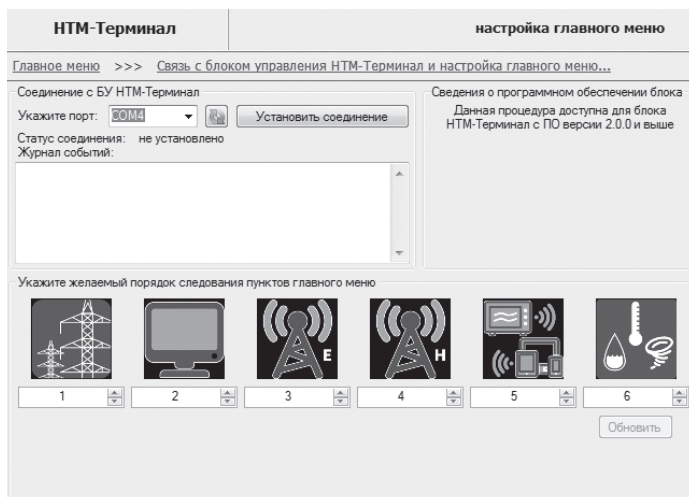 НТМ-Терминал
настройка главного меню
Главное меню >>> Связь с блоком управления НТМ-Терминал и настройка главного меню...
Соединение с БУ НТМ-Терминал
Укажите порт: COM4 Установить соединение
Статус соединения: не установлено
Журнал событий:
Сведения о программном обеспечении блока
Данная процедура доступна для блока
НТМ-Терминал с ПО версии 2.0.0 и выше
Укажите желаемый порядок следования пунктов главного меню
E H
1 2 3 4 5 6
Обновить